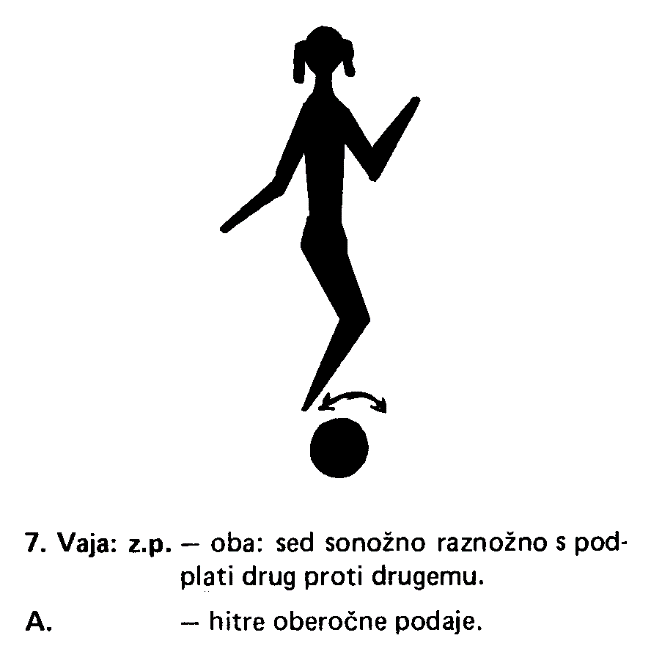 7. Vaja: z.p. — oba: sed sonožno raznožno s pod-
plati drug proti drugemu.
A. — hitre oberočne podaje.